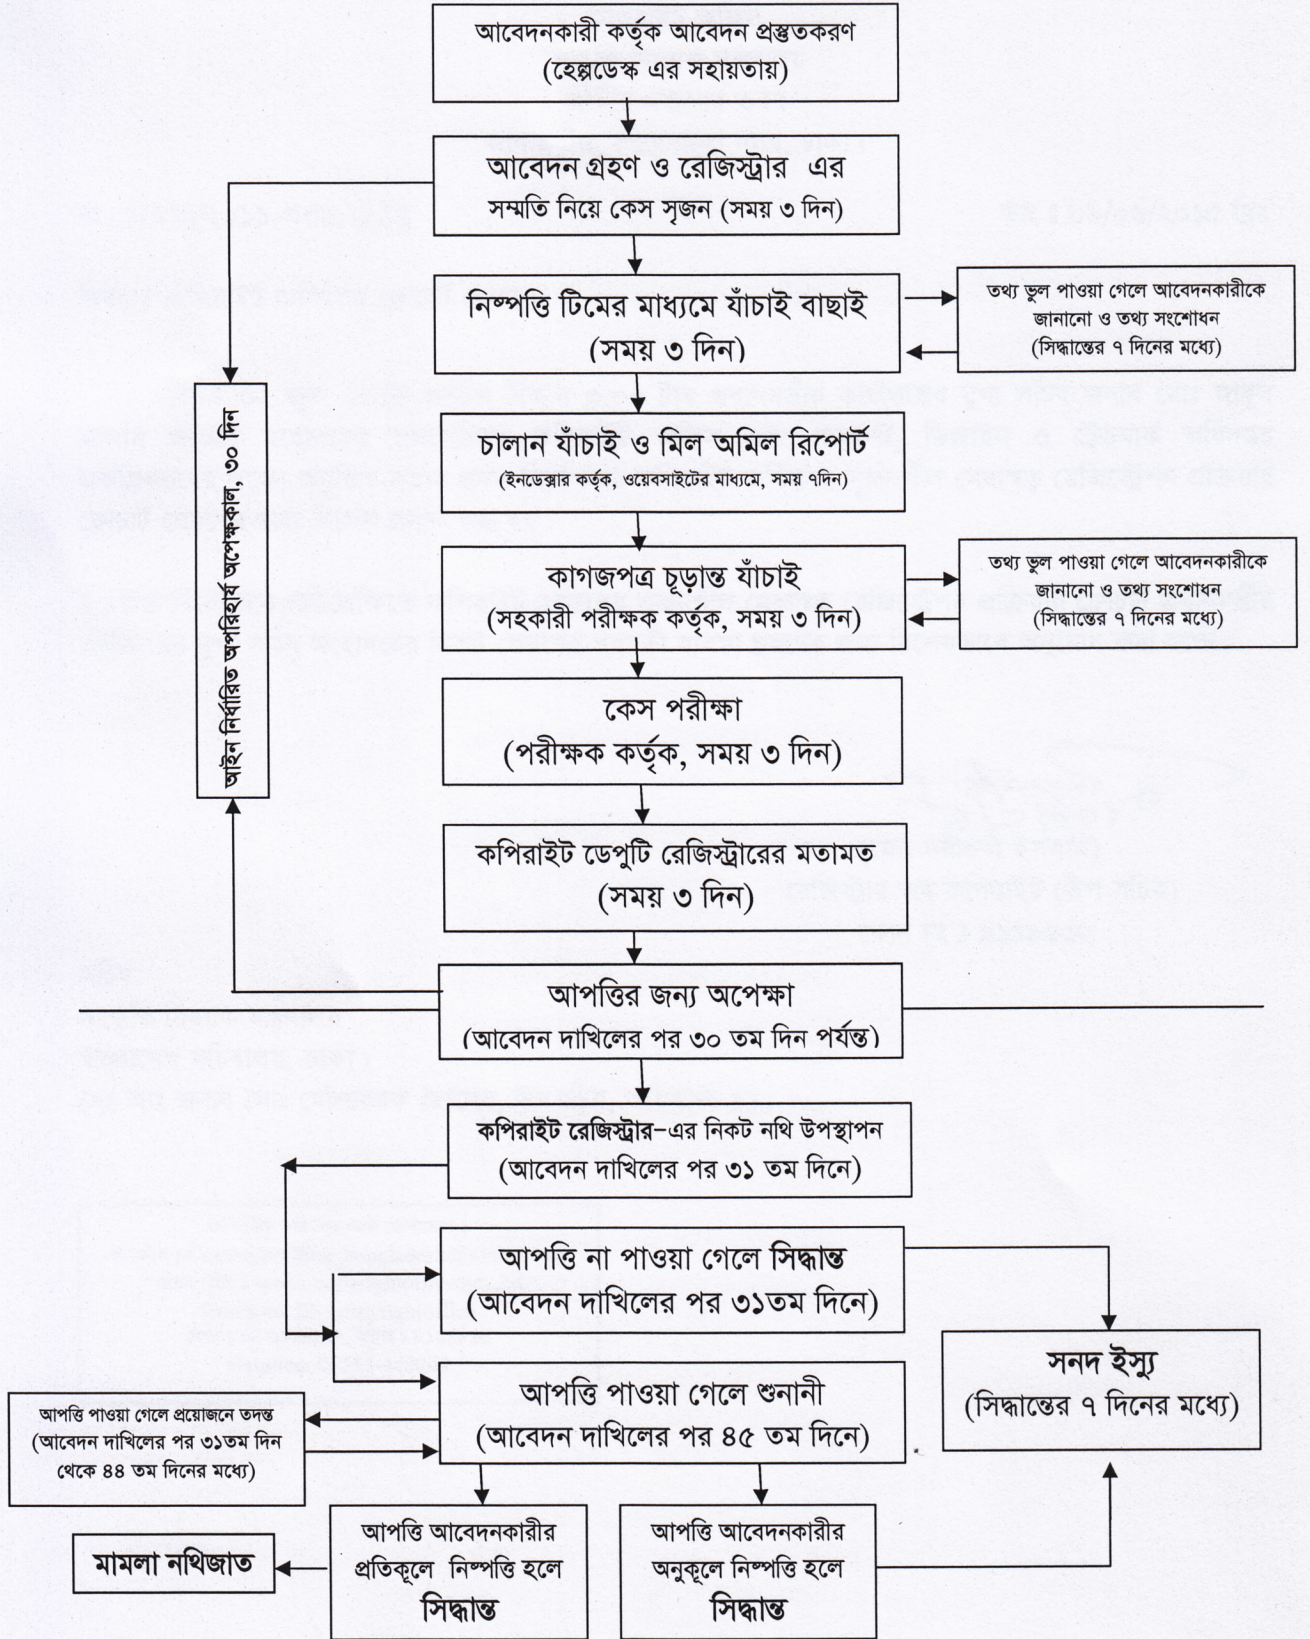 আবেদনকারী কর্তৃক আবেদন প্রস্তুতকরণ
(হেল্পডেস্ক এর সহায়তায়)
আবেদন গ্রহণ ও রেজিস্ট্রার এর
সম্মতি নিয়ে কেস সৃজন (সময় ৩ দিন)
নিষ্পত্তি টিমের মাধ্যমে যাঁচাই বাছাই
(সময় ৩ দিন)
তথ্য ভুল পাওয়া গেলে আবেদনকারীকে
জানানো ও তথ্য সংশোধন
(সিদ্ধান্তের ৭ দিনের মধ্যে)
আইন নির্ধারিত অপরিহার্য অপেক্ষকাল, ৩০ দিন
চালান যাঁচাই ও মিল অমিল রিপোর্ট
(ইনডেক্সার কর্তৃক, ওয়েবসাইটের মাধ্যমে, সময় ৭দিন)
কাগজপত্র চূড়ান্ত যাঁচাই
(সহকারী পরীক্ষক কর্তৃক, সময় ৩ দিন)
তথ্য ভুল পাওয়া গেলে আবেদনকারীকে
জানানো ও তথ্য সংশোধন
(সিদ্ধান্তের ৭ দিনের মধ্যে)
কেস পরীক্ষা
(পরীক্ষক কর্তৃক, সময় ৩ দিন)
কপিরাইট ডেপুটি রেজিস্ট্রারের মতামত
(সময় ৩ দিন)
আপত্তির জন্য অপেক্ষা
(আবেদন দাখিলের পর ৩০ তম দিন পর্যন্ত)
কপিরাইট রেজিস্ট্রার–এর নিকট নথি উপস্থাপন
(আবেদন দাখিলের পর ৩১ তম দিনে)
আপত্তি না পাওয়া গেলে সিদ্ধান্ত
(আবেদন দাখিলের পর ৩১তম দিনে)
সনদ ইস্যু
(সিদ্ধান্তের ৭ দিনের মধ্যে)
আপত্তি পাওয়া গেলে শুনানী
(আবেদন দাখিলের পর ৪৫ তম দিনে)
আপত্তি পাওয়া গেলে প্রয়োজনে তদন্ত
(আবেদন দাখিলের পর ৩১তম দিন
থেকে ৪৪ তম দিনের মধ্যে)
আপত্তি আবেদনকারীর
প্রতিকূলে নিষ্পত্তি হলে
সিদ্ধান্ত
আপত্তি আবেদনকারীর
অনুকূলে নিষ্পত্তি হলে
সিদ্ধান্ত
মামলা নথিজাত